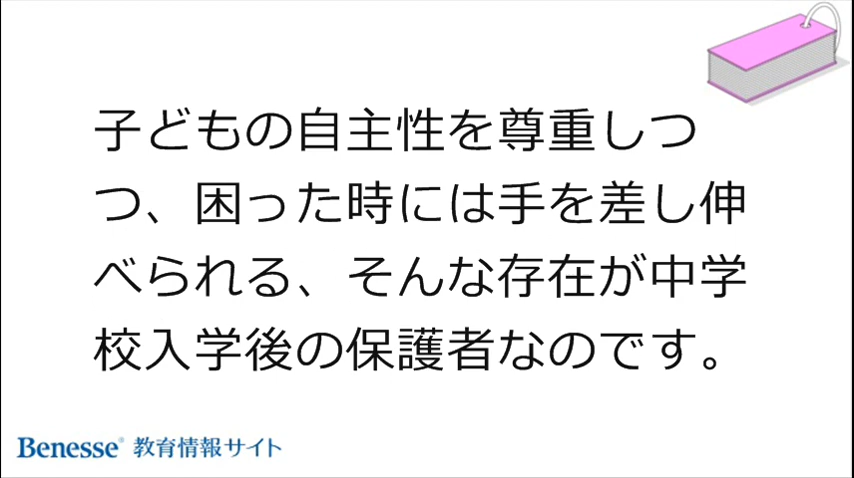 子どもの自主性を尊重しつ
つ、困った時には手を差し伸
べられる、そんな存在が中学
校入学後の保護者なのです。
Benesse® 教育情報サイト